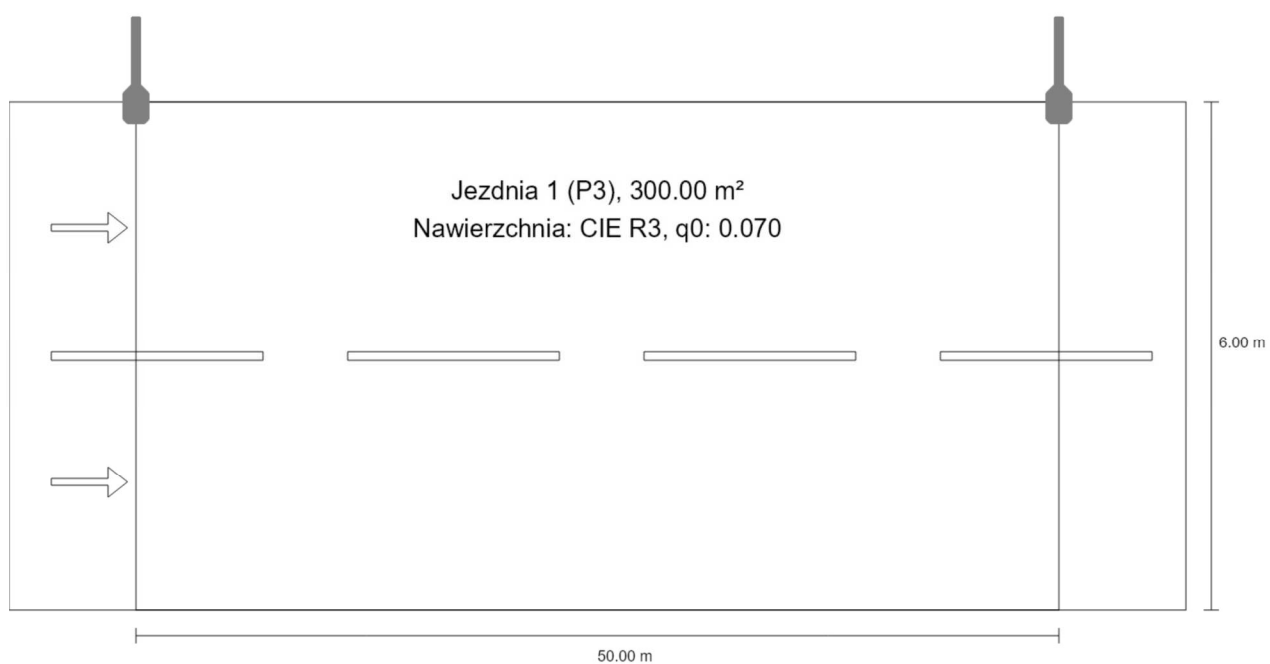 Jezdnia 1 (P3), 300.00 m²
Nawierzchnia: CIE R3, q0: 0.070
6.00 m
50.00 m